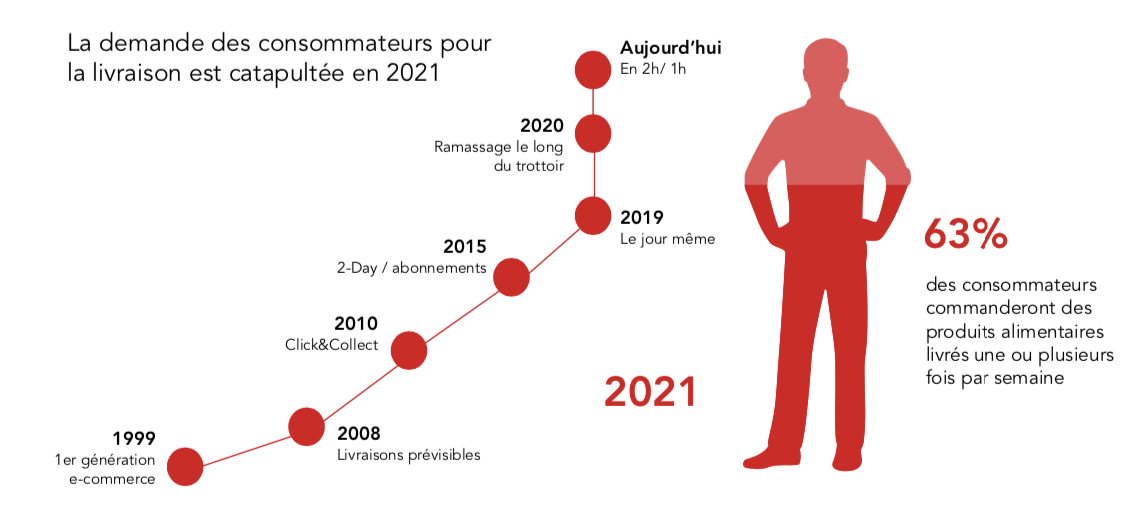 La demande des consommateurs pour
la livraison est catapultée en 2021
Aujourd'hui
En 2h/ 1h
2020
Ramassage le long
du trottoir
2019
Le jour même
2015
2-Day / abonnements
2010
Click&Collect
2008
Livraisons prévisibles
1999
1er génération
e-commerce
2021
63%
des consommateurs
commanderont des
produits alimentaires
livrés une ou plusieurs
fois par semaine